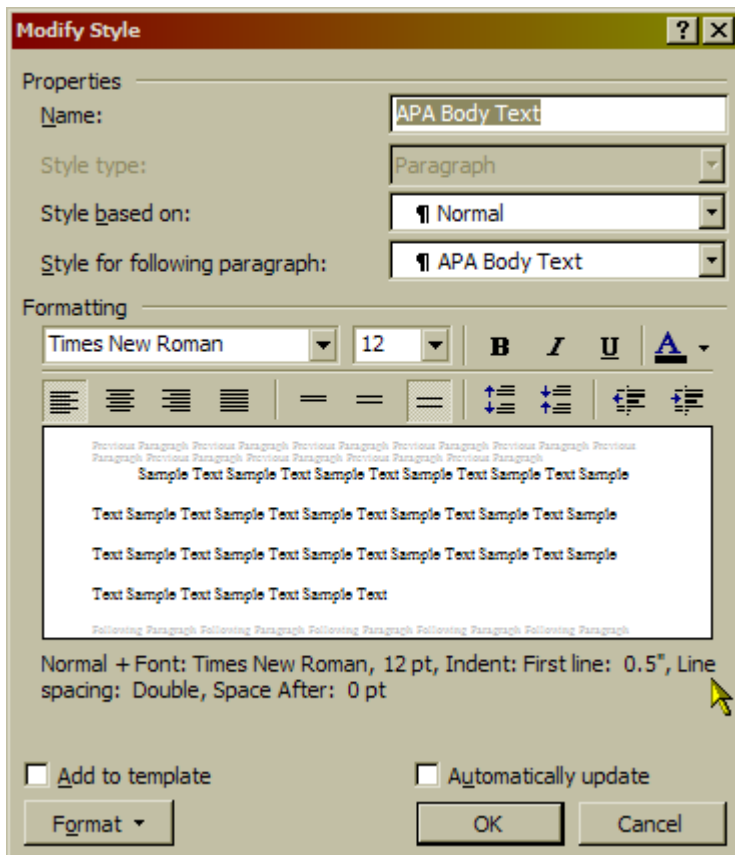 Modify Style
Properties
Name: APA Body Text
Style type: Paragraph
Style based on: ¶ Normal
Style for following paragraph: ¶ APA Body Text
Formatting
Times New Roman 12 B I U A
Previous Paragraph Previous Paragraph Previous Paragraph Previous Paragraph Previous Paragraph Previous
Paragraph Previous Paragraph Previous Paragraph Previous Paragraph Previous Paragraph
Sample Text Sample Text Sample Text Sample Text Sample Text Sample
Text Sample Text Sample Text Sample Text Sample Text Sample Text Sample
Text Sample Text Sample Text Sample Text Sample Text Sample Text Sample
Text Sample Text Sample Text Sample Text
Following Paragraph Following Paragraph Following Paragraph Following Paragraph Following Paragraph
Normal + Font: Times New Roman, 12 pt, Indent: First line: 0.5", Line
spacing: Double, Space After: 0 pt
Add to template Automatically update
Format OK Cancel